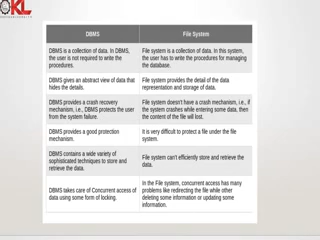 OKL
DBMS
File System
DBMS is a collection of data. In DBMS,
the user is not required to write the
procedures.
File system is a collection of data. In this system,
the user has to write the procedures for managing
the database.
DBMS gives an abstract view of data that
hides the details.
File system provides the detail of the data
representation and storage of data.
DBMS provides a crash recovery
mechanism, i.e., DBMS protects the user
from the system failure.
File system doesn't have a crash mechanism, i.e., if
the system crashes while entering some data, then
the content of the file will lost.
DBMS provides a good protection
mechanism.
It is very difficult to protect a file under the file
system.
DBMS contains a wide variety of
sophisticated techniques to store and
retrieve the data.
File system can't efficiently store and retrieve the
data.
DBMS takes care of Concurrent access of
data using some form of locking.
In the File system, concurrent access has many
problems like redirecting the file while other
deleting some information or updating some
information.